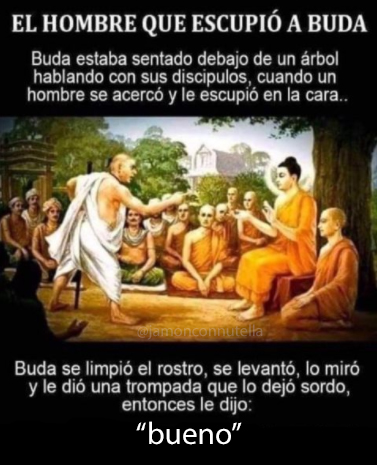 EL HOMBRE QUE ESCUPIÓ A BUDA
Buda estaba sentado debajo de un árbol
hablando con sus discipulos, cuando un
hombre se acercó y le escupió en la cara..
@jamonconnutella
Buda se limpió el rostro, se levantó, lo miró
y le dió una trompada que lo dejó sordo,
entonces le dijo:
“bueno”